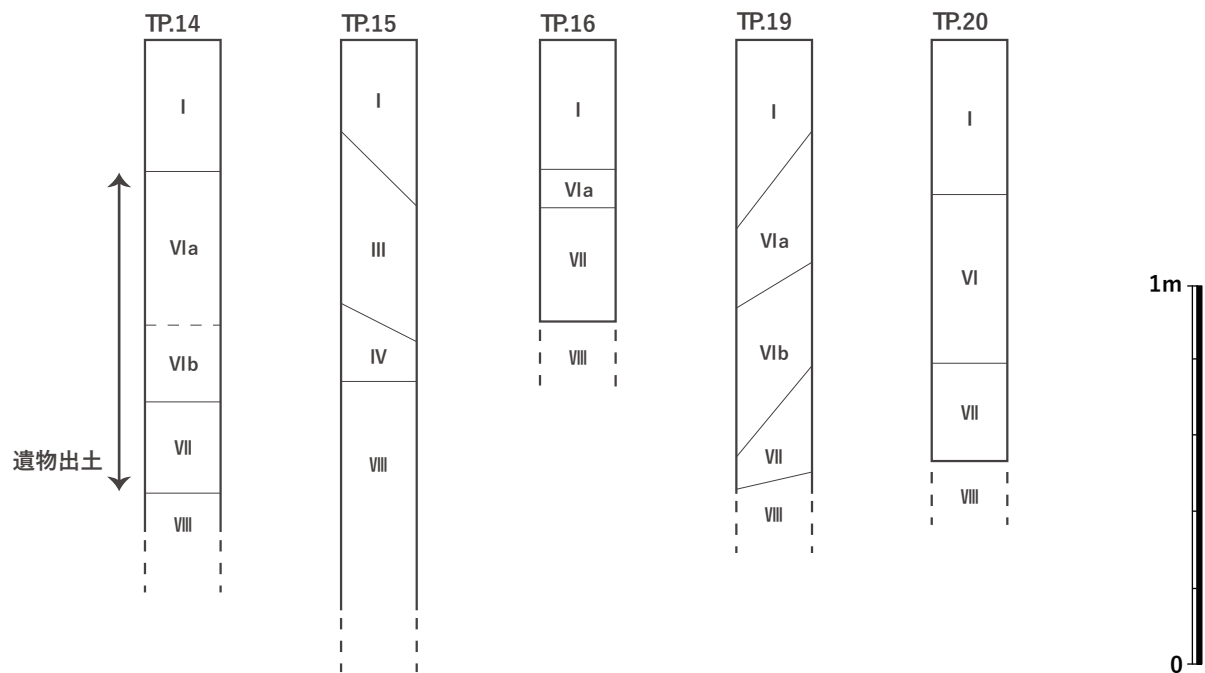 TP.14
I
VIa
VIb
VII
VIII
遺物出土
TP.15
I
III
IV
VIII
TP.16
I
VIa
VII
VIII
TP.19
I
VIa
VIb
VII
VIII
TP.20
I
VI
VII
VIII
1m
0